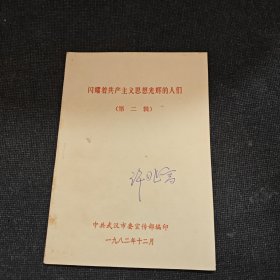 闪耀着共产主义思想光辉的人们
（第二辑）
中共武汉市委宣传部编印
一九八二年十二月